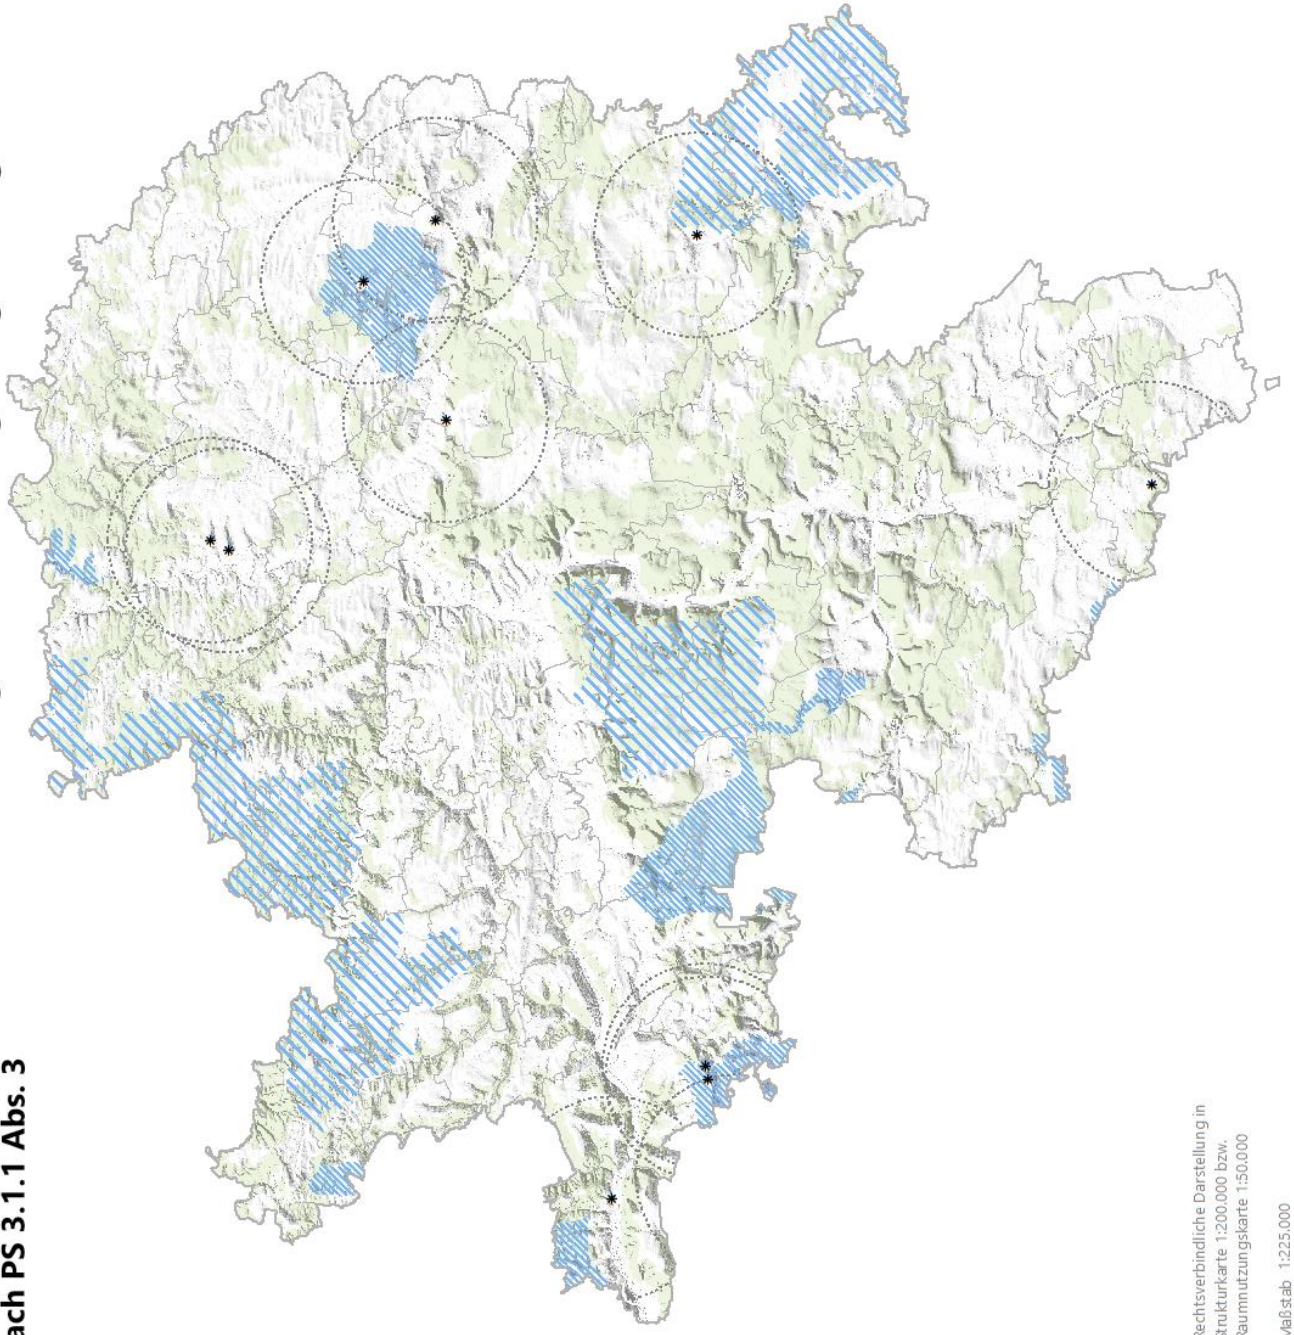 ach PS 3.1.1 Abs. 3
Rechtsverbindliche Darstellung in
Strukturkarte 1:200.000 bzw.
Raumnutzungskarte 1:50.000
Maßstab 1:225.000